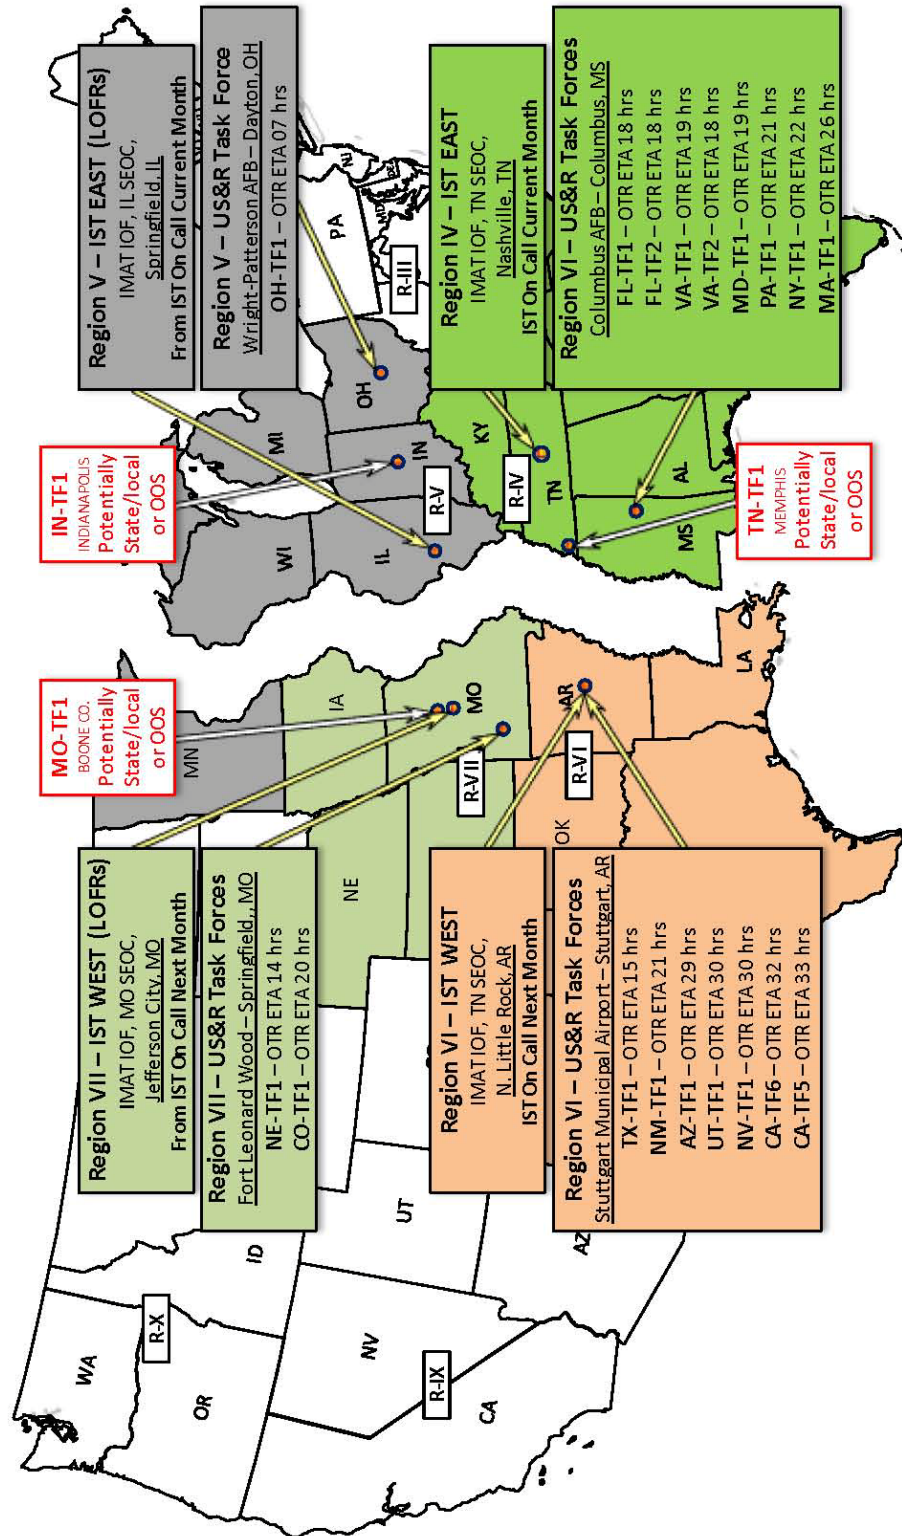 MO-TF1
BOONE CO.
Potentially
State/local
or OOS
IN-TF1
INDIANAPOLIS
Potentially
State/local
or OOS
Region VII – IST WEST (LOFRs)
IMAT IOF, MO SEOC,
Jefferson City, MO
From IST On Call Next Month
Region VII – US&R Task Forces
Fort Leonard Wood – Springfield,, MO
NE-TF1 – OTR ETA 14 hrs
CO-TF1 – OTR ETA 20 hrs
Region V – IST EAST (LOFRs)
IMAT IOF, IL SEOC,
Springfield, IL
From IST On Call Current Month
Region V – US&R Task Force
Wright-Patterson AFB – Dayton, OH
OH-TF1 – OTR ETA 07 hrs
Region VI – IST WEST
IMAT IOF, TN SEOC,
N. Little Rock, AR
IST On Call Next Month
Region VI – US&R Task Forces
Stuttgart Municipal Airport – Stuttgart, AR
TX-TF1 – OTR ETA 15 hrs
NM-TF1 – OTR ETA 21 hrs
AZ-TF1 – OTR ETA 29 hrs
UT-TF1 – OTR ETA 30 hrs
NV-TF1 – OTR ETA 30 hrs
CA-TF6 – OTR ETA 32 hrs
CA-TF5 – OTR ETA 33 hrs
Region IV – IST EAST
IMAT IOF, TN SEOC,
Nashville, TN
IST On Call Current Month
Region VI – US&R Task Forces
Columbus AFB – Columbus, MS
FL-TF1 – OTR ETA 18 hrs
FL-TF2 – OTR ETA 18 hrs
VA-TF1 – OTR ETA 19 hrs
VA-TF2 – OTR ETA 18 hrs
MD-TF1 – OTR ETA 19 hrs
PA-TF1 – OTR ETA 21 hrs
NY-TF1 – OTR ETA 22 hrs
MA-TF1 – OTR ETA 26 hrs
TN-TF1
MEMPHIS
Potentially
State/local
or OOS
WA
R-X
OR
ID
NV
UT
R-IX
CA
AZ
MN
IA
NE
MO
R-VII
OK
R-VI
AR
LA
WI
MI
IL
IN
OH
R-V
PA
NJ
MD
DE
R-III
KY
R-IV
TN
MS
AL